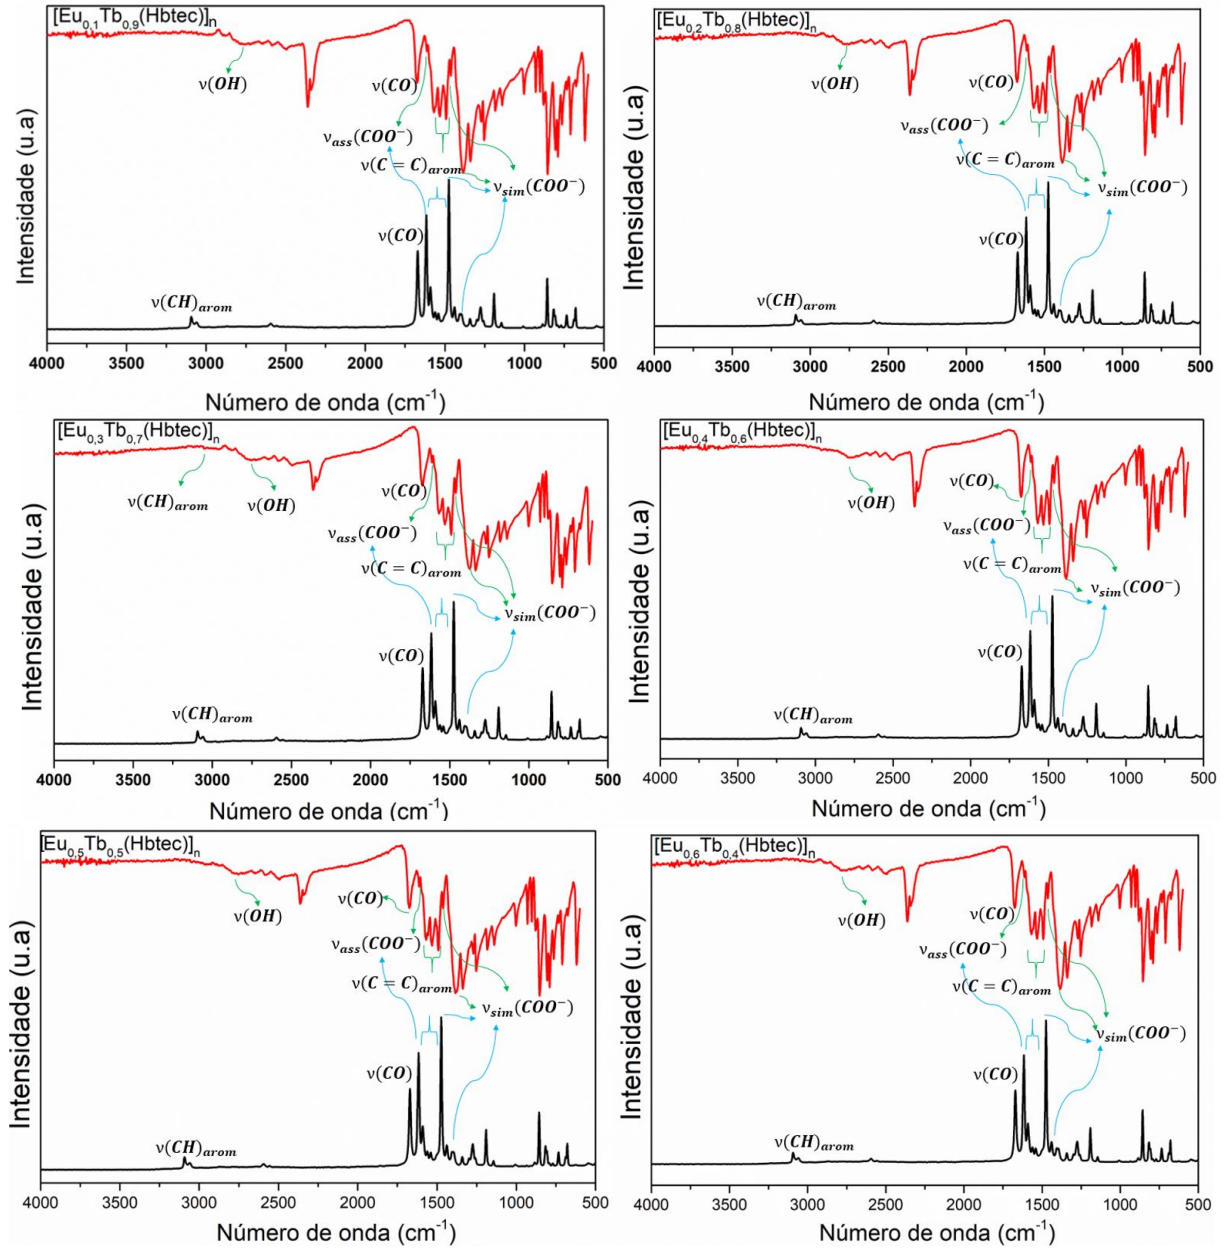 [Eu0,1Tb0,9(Hbtec)]n
ν(OH)
ν(CO)
νass(COO−)
ν(C = C)arom
νsim(COO−)
ν(CO)
ν(CH)arom
Intensidade (u.a)
4000 3500 3000 2500 2000 1500 1000 500
Número de onda (cm-1)
[Eu0,2Tb0,8(Hbtec)]n
ν(OH)
ν(CO)
νass(COO−)
ν(C = C)arom
νsim(COO−)
ν(CO)
ν(CH)arom
Intensidade (u.a)
4000 3500 3000 2500 2000 1500 1000 500
Número de onda (cm-1)
[Eu0,3Tb0,7(Hbtec)]n
ν(CH)arom
ν(OH)
ν(CO)
νass(COO−)
ν(C = C)arom
νsim(COO−)
ν(CO)
ν(CH)arom
Intensidade (u.a)
4000 3500 3000 2500 2000 1500 1000 500
Número de onda (cm-1)
[Eu0,4Tb0,6(Hbtec)]n
ν(CO)
ν(OH)
νass(COO−)
ν(C = C)arom
νsim(COO−)
ν(CO)
ν(CH)arom
Intensidade (u.a)
4000 3500 3000 2500 2000 1500 1000 500
Número de onda (cm-1)
[Eu0,5Tb0,5(Hbtec)]n
ν(CO)
ν(OH)
νass(COO−)
ν(C = C)arom
νsim(COO−)
ν(CO)
ν(CH)arom
Intensidade (u.a)
4000 3500 3000 2500 2000 1500 1000 500
Número de onda (cm-1)
[Eu0,6Tb0,4(Hbtec)]n
ν(OH)
ν(CO)
νass(COO−)
ν(C = C)arom
νsim(COO−)
ν(CO)
ν(CH)arom
Intensidade (u.a)
4000 3500 3000 2500 2000 1500 1000 500
Número de onda (cm-1)